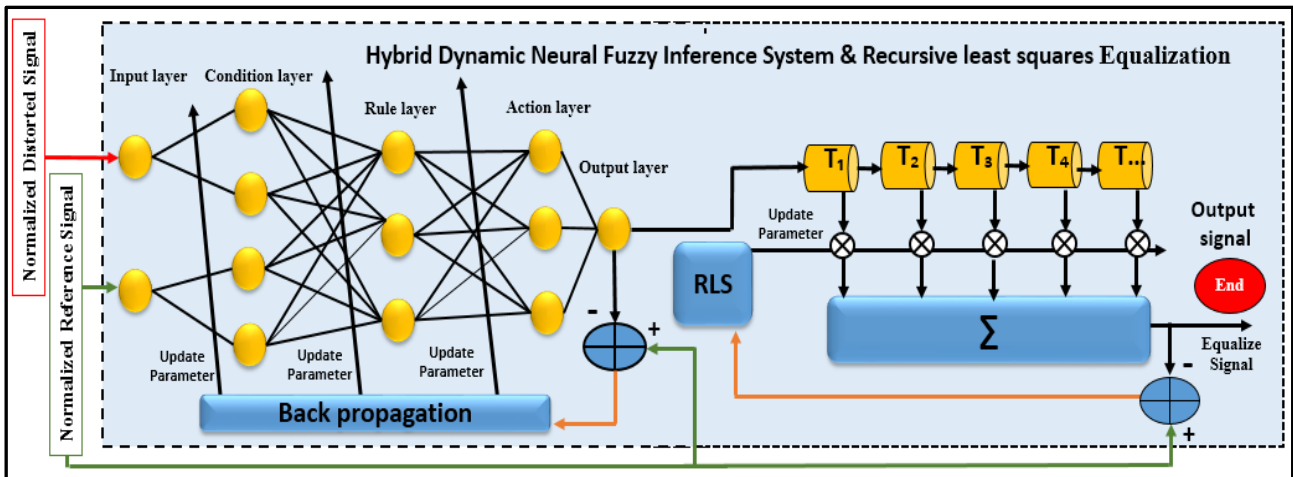 Hybrid Dynamic Neural Fuzzy Inference System & Recursive least squares Equalization
Normalized Distorted Signal
Normalized Reference Signal
Input layer
Condition layer
Rule layer
Action layer
Output layer
T1
T2
T3
T4
T...
Update
Parameter
RLS
Output
signal
End
Σ
Equalize
Signal
-
+
-
+
Update
Parameter
Update
Parameter
Update
Parameter
Back propagation